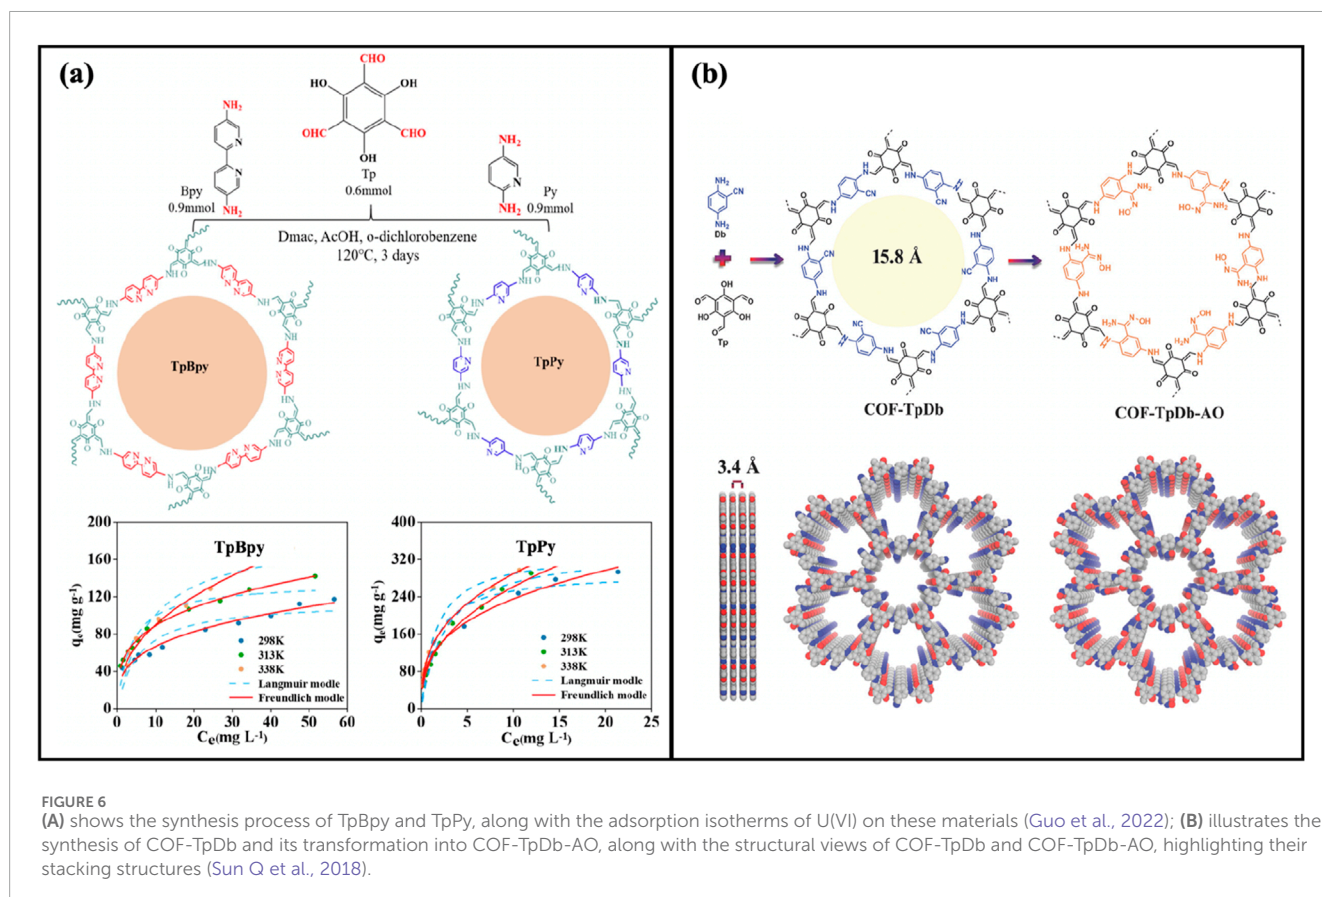 (a)
CHO
HO
OH
OHC
CHO
OH
Tp
0.6mmol
NH₂
N
N
NH₂
Bpy
0.9mmol
NH₂
N
NH₂
Py
0.9mmol
Dmac, AcOH, o-dichlorobenzene
120°C, 3 days
TpBpy
TpPy
TpBpy
200
160
120
80
40
0
qₑ(mg g⁻¹)
0 10 20 30 40 50 60
Cₑ(mg L⁻¹)
298K
313K
338K
Langmuir modle
Freundlich modle
TpPy
400
320
240
160
80
0
qₑ(mg g⁻¹)
0 5 10 15 20 25
Cₑ(mg L⁻¹)
298K
313K
338K
Langmuir modle
Freundlich modle
(b)
NH₂
CN
NH₂
Db
OH
HO
OH
Tp
15.8 Å
COF-TpDb
COF-TpDb-AO
3.4 Å
FIGURE 6
(A) shows the synthesis process of TpBpy and TpPy, along with the adsorption isotherms of U(VI) on these materials (Guo et al., 2022); (B) illustrates the
synthesis of COF-TpDb and its transformation into COF-TpDb-AO, along with the structural views of COF-TpDb and COF-TpDb-AO, highlighting their
stacking structures (Sun Q et al., 2018).